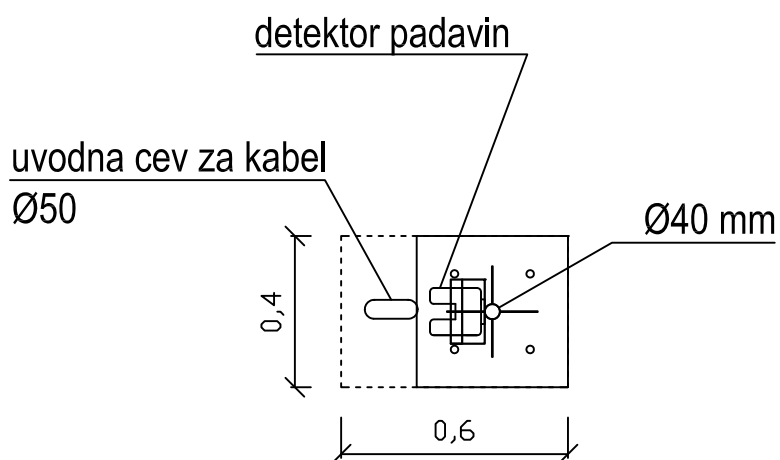 detektor padavin
uvodna cev za kabel
Ø50
Ø40 mm
0,4
0,6